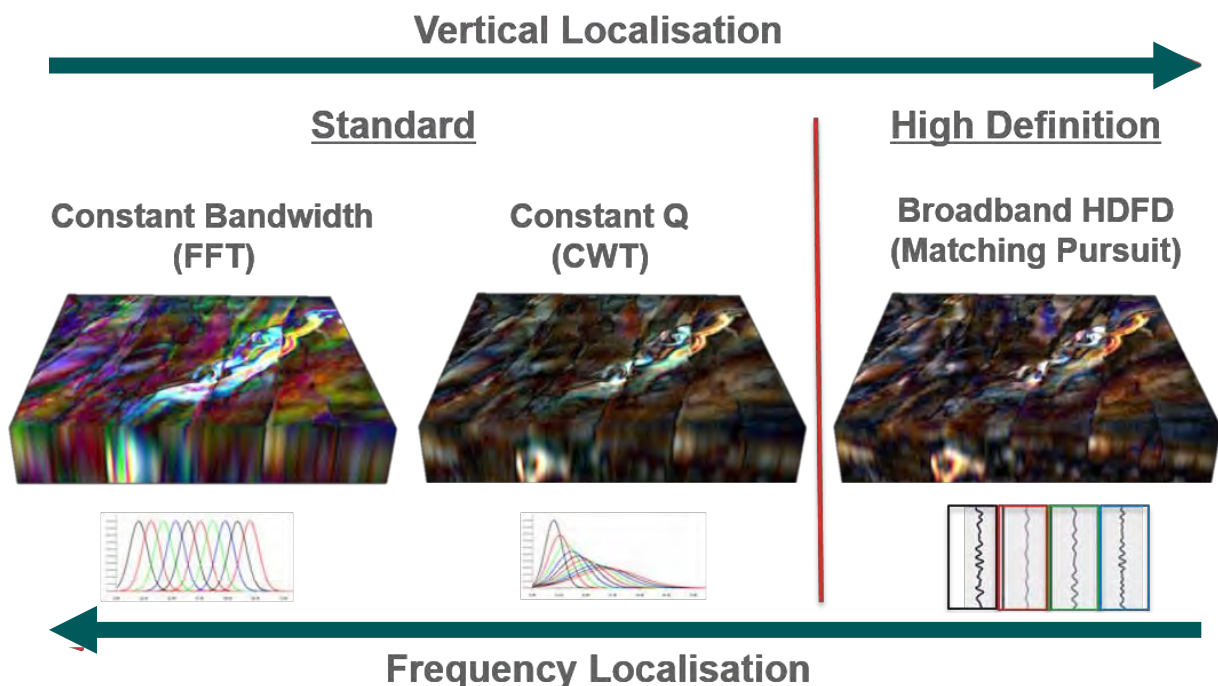 Vertical Localisation
Standard
High Definition
Constant Bandwidth
(FFT)
Constant Q
(CWT)
Broadband HDFD
(Matching Pursuit)
Frequency Localisation